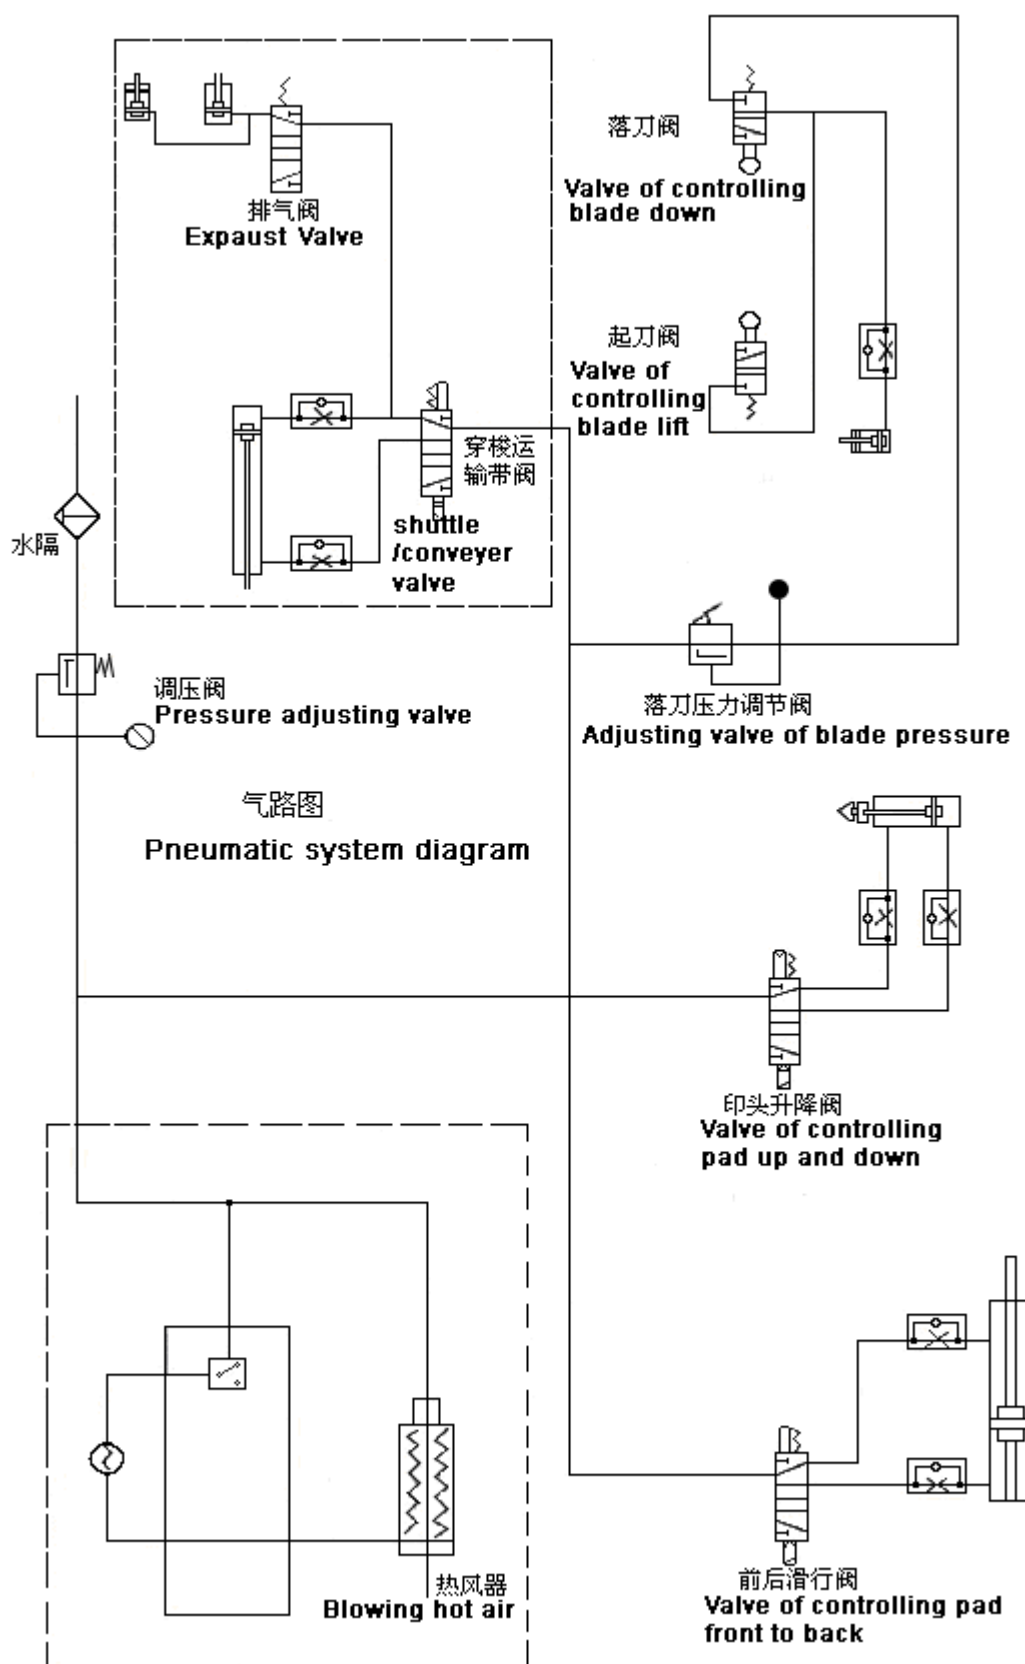 落刀阀
Valve of controlling
blade down
排气阀
Expaust Valve
起刀阀
Valve of
controlling
blade lift
穿梭运
输带阀
shuttle
/conveyer
valve
水隔
调压阀
Pressure adjusting valve
落刀压力调节阀
Adjusting valve of blade pressure
气路图
Pneumatic system diagram
印头升降阀
Valve of controlling
pad up and down
热风器
Blowing hot air
前后滑行阀
Valve of controlling pad
front to back